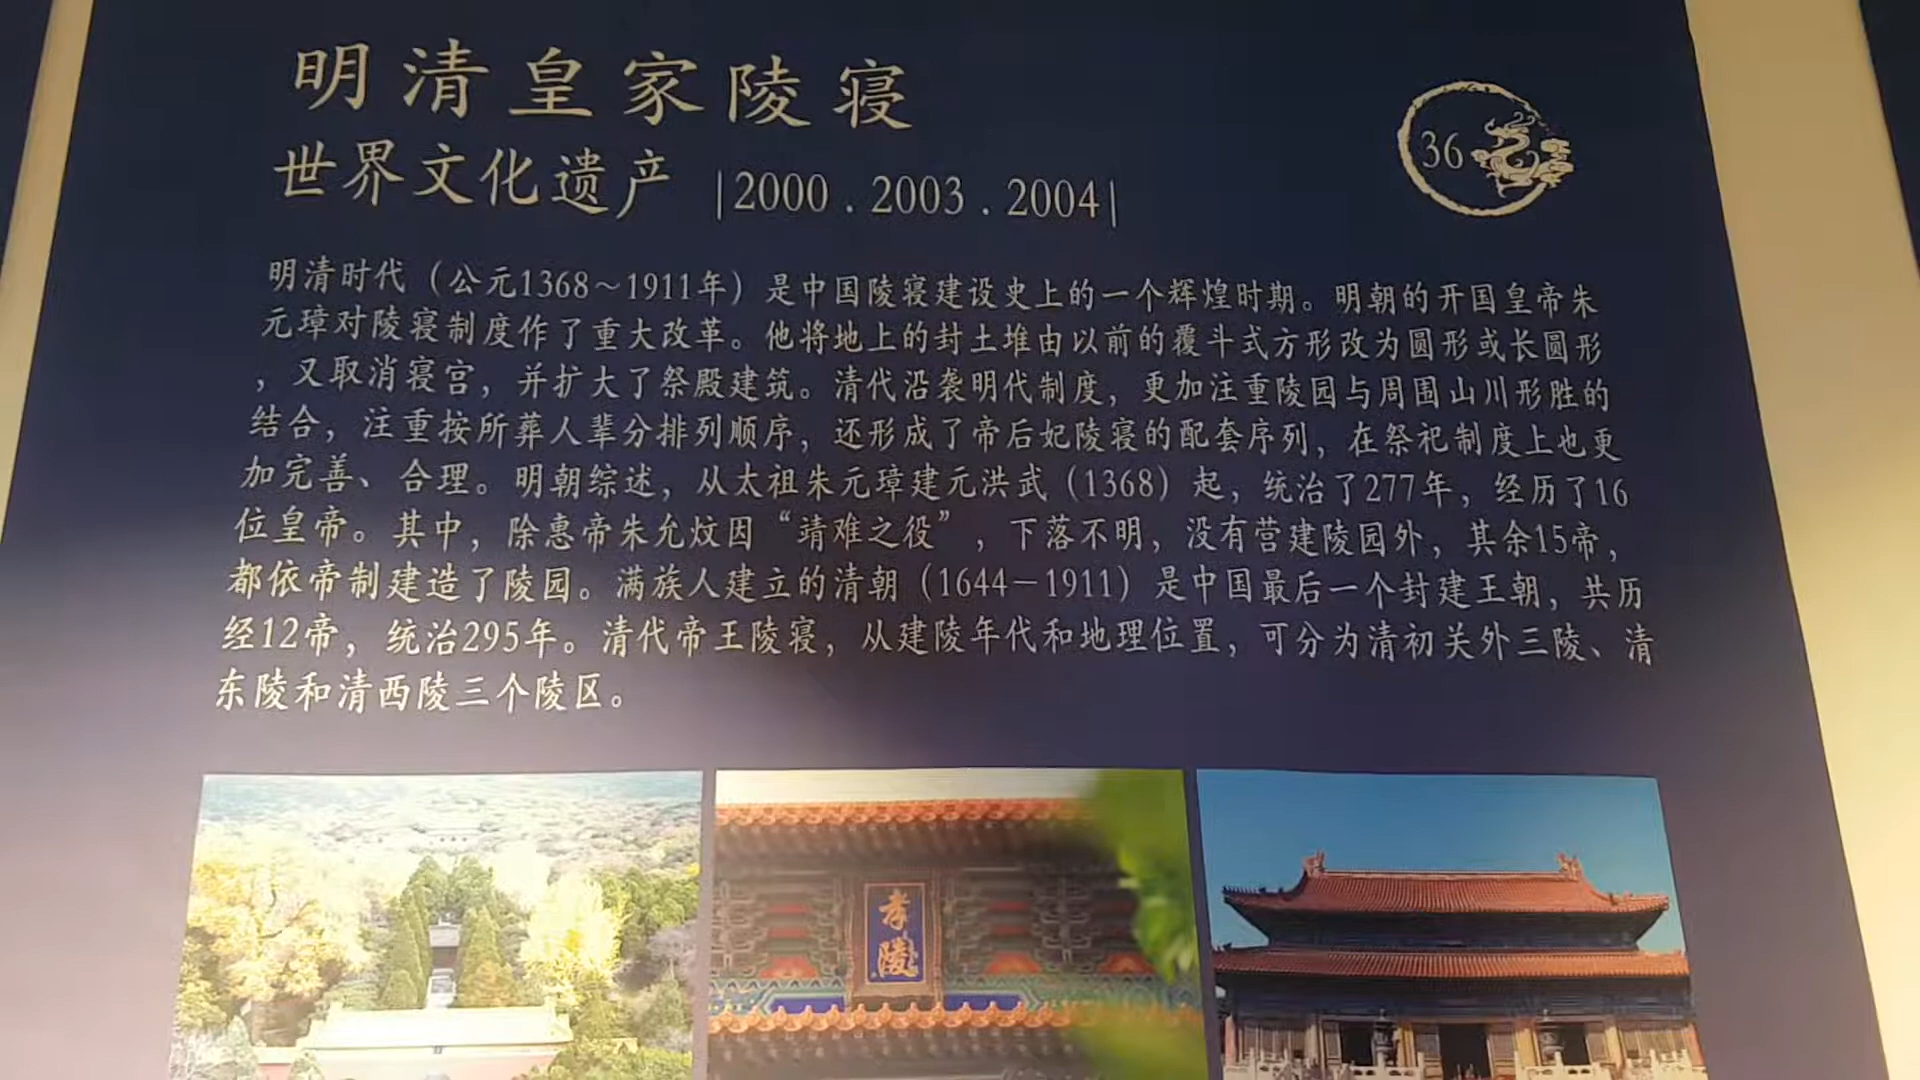 明清皇家陵寝
世界文化遗产 |2000 . 2003 . 2004|
36
明清时代（公元1368～1911年）是中国陵寝建设史上的一个辉煌时期。明朝的开国皇帝朱
元璋对陵寝制度作了重大改革。他将地上的封土堆由以前的覆斗式方形改为圆形或长圆形
，又取消寝宫，并扩大了祭殿建筑。清代沿袭明代制度，更加注重陵园与周围山川形胜的
结合，注重按所葬人辈分排列顺序，还形成了帝后妃陵寝的配套序列，在祭祀制度上也更
加完善、合理。明朝综述，从太祖朱元璋建元洪武（1368）起，统治了277年，经历了16
位皇帝。其中，除惠帝朱允炆因“靖难之役”，下落不明，没有营建陵园外，其余15帝，
都依帝制建造了陵园。满族人建立的清朝（1644－1911）是中国最后一个封建王朝，共历
经12帝，统治295年。清代帝王陵寝，从建陵年代和地理位置，可分为清初关外三陵、清
东陵和清西陵三个陵区。
孝陵